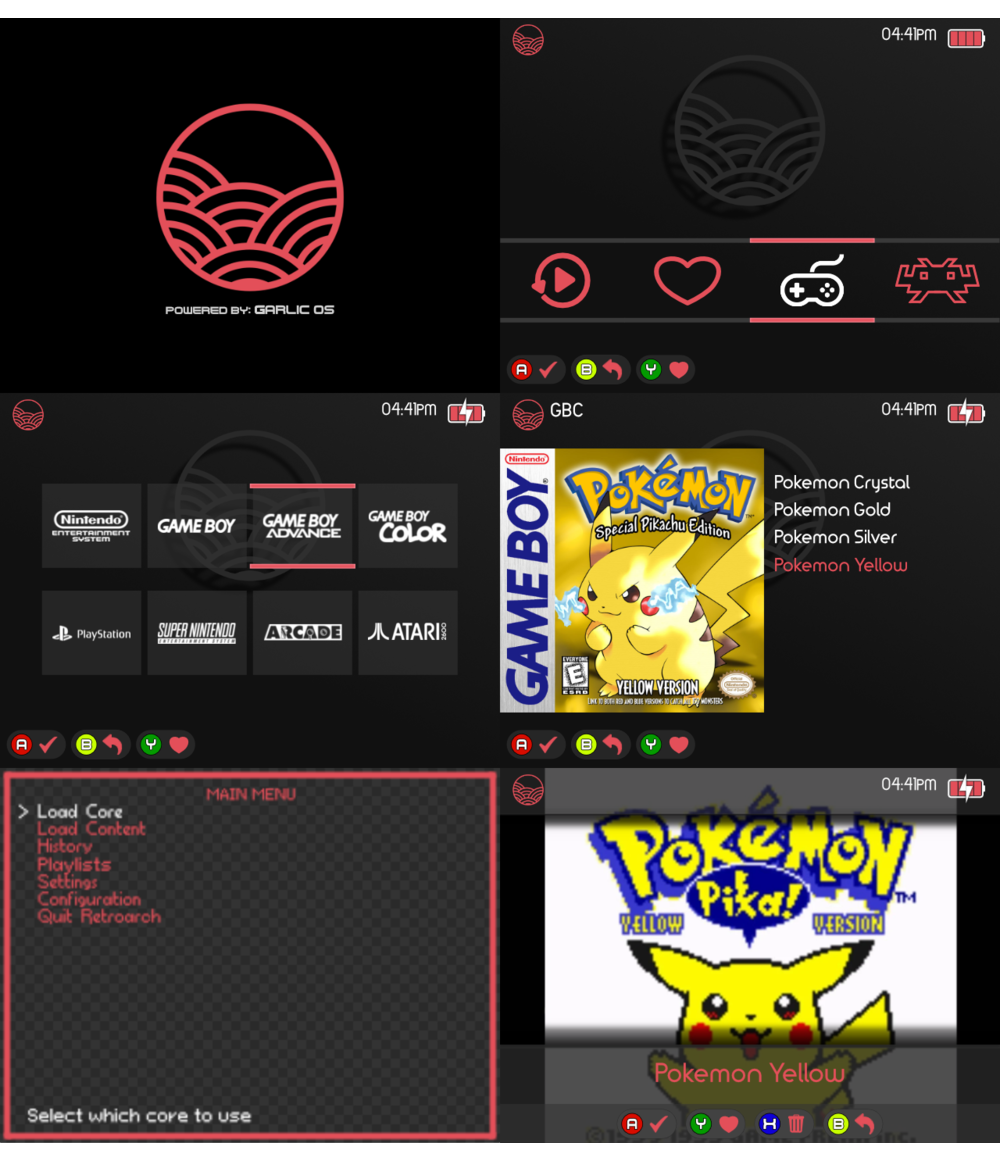 POWERED BY: GARLIC OS
04:41PM
A
B
Y
04:41PM
Nintendo
ENTERTAINMENT
SYSTEM
GAME BOY
GAME BOY
ADVANCE
GAME BOY
COLOR
PlayStation
SUPER NINTENDO
ENTERTAINMENT SYSTEM
ARCADE
ATARI 2600
A
B
Y
GBC
04:41PM
Nintendo
GAME BOY
POKéMON
Special Pikachu Edition
EVERYONE
E
ESRB
YELLOW VERSION
Pokemon Crystal
Pokemon Gold
Pokemon Silver
Pokemon Yellow
A
B
Y
MAIN MENU
> Load Core
Load Content
History
Playlists
Settings
Configuration
Quit Retroarch
Select which core to use
04:41PM
POKéMON
Pika!
TM
YELLOW VERSION
Pokemon Yellow
A
Y
X
B